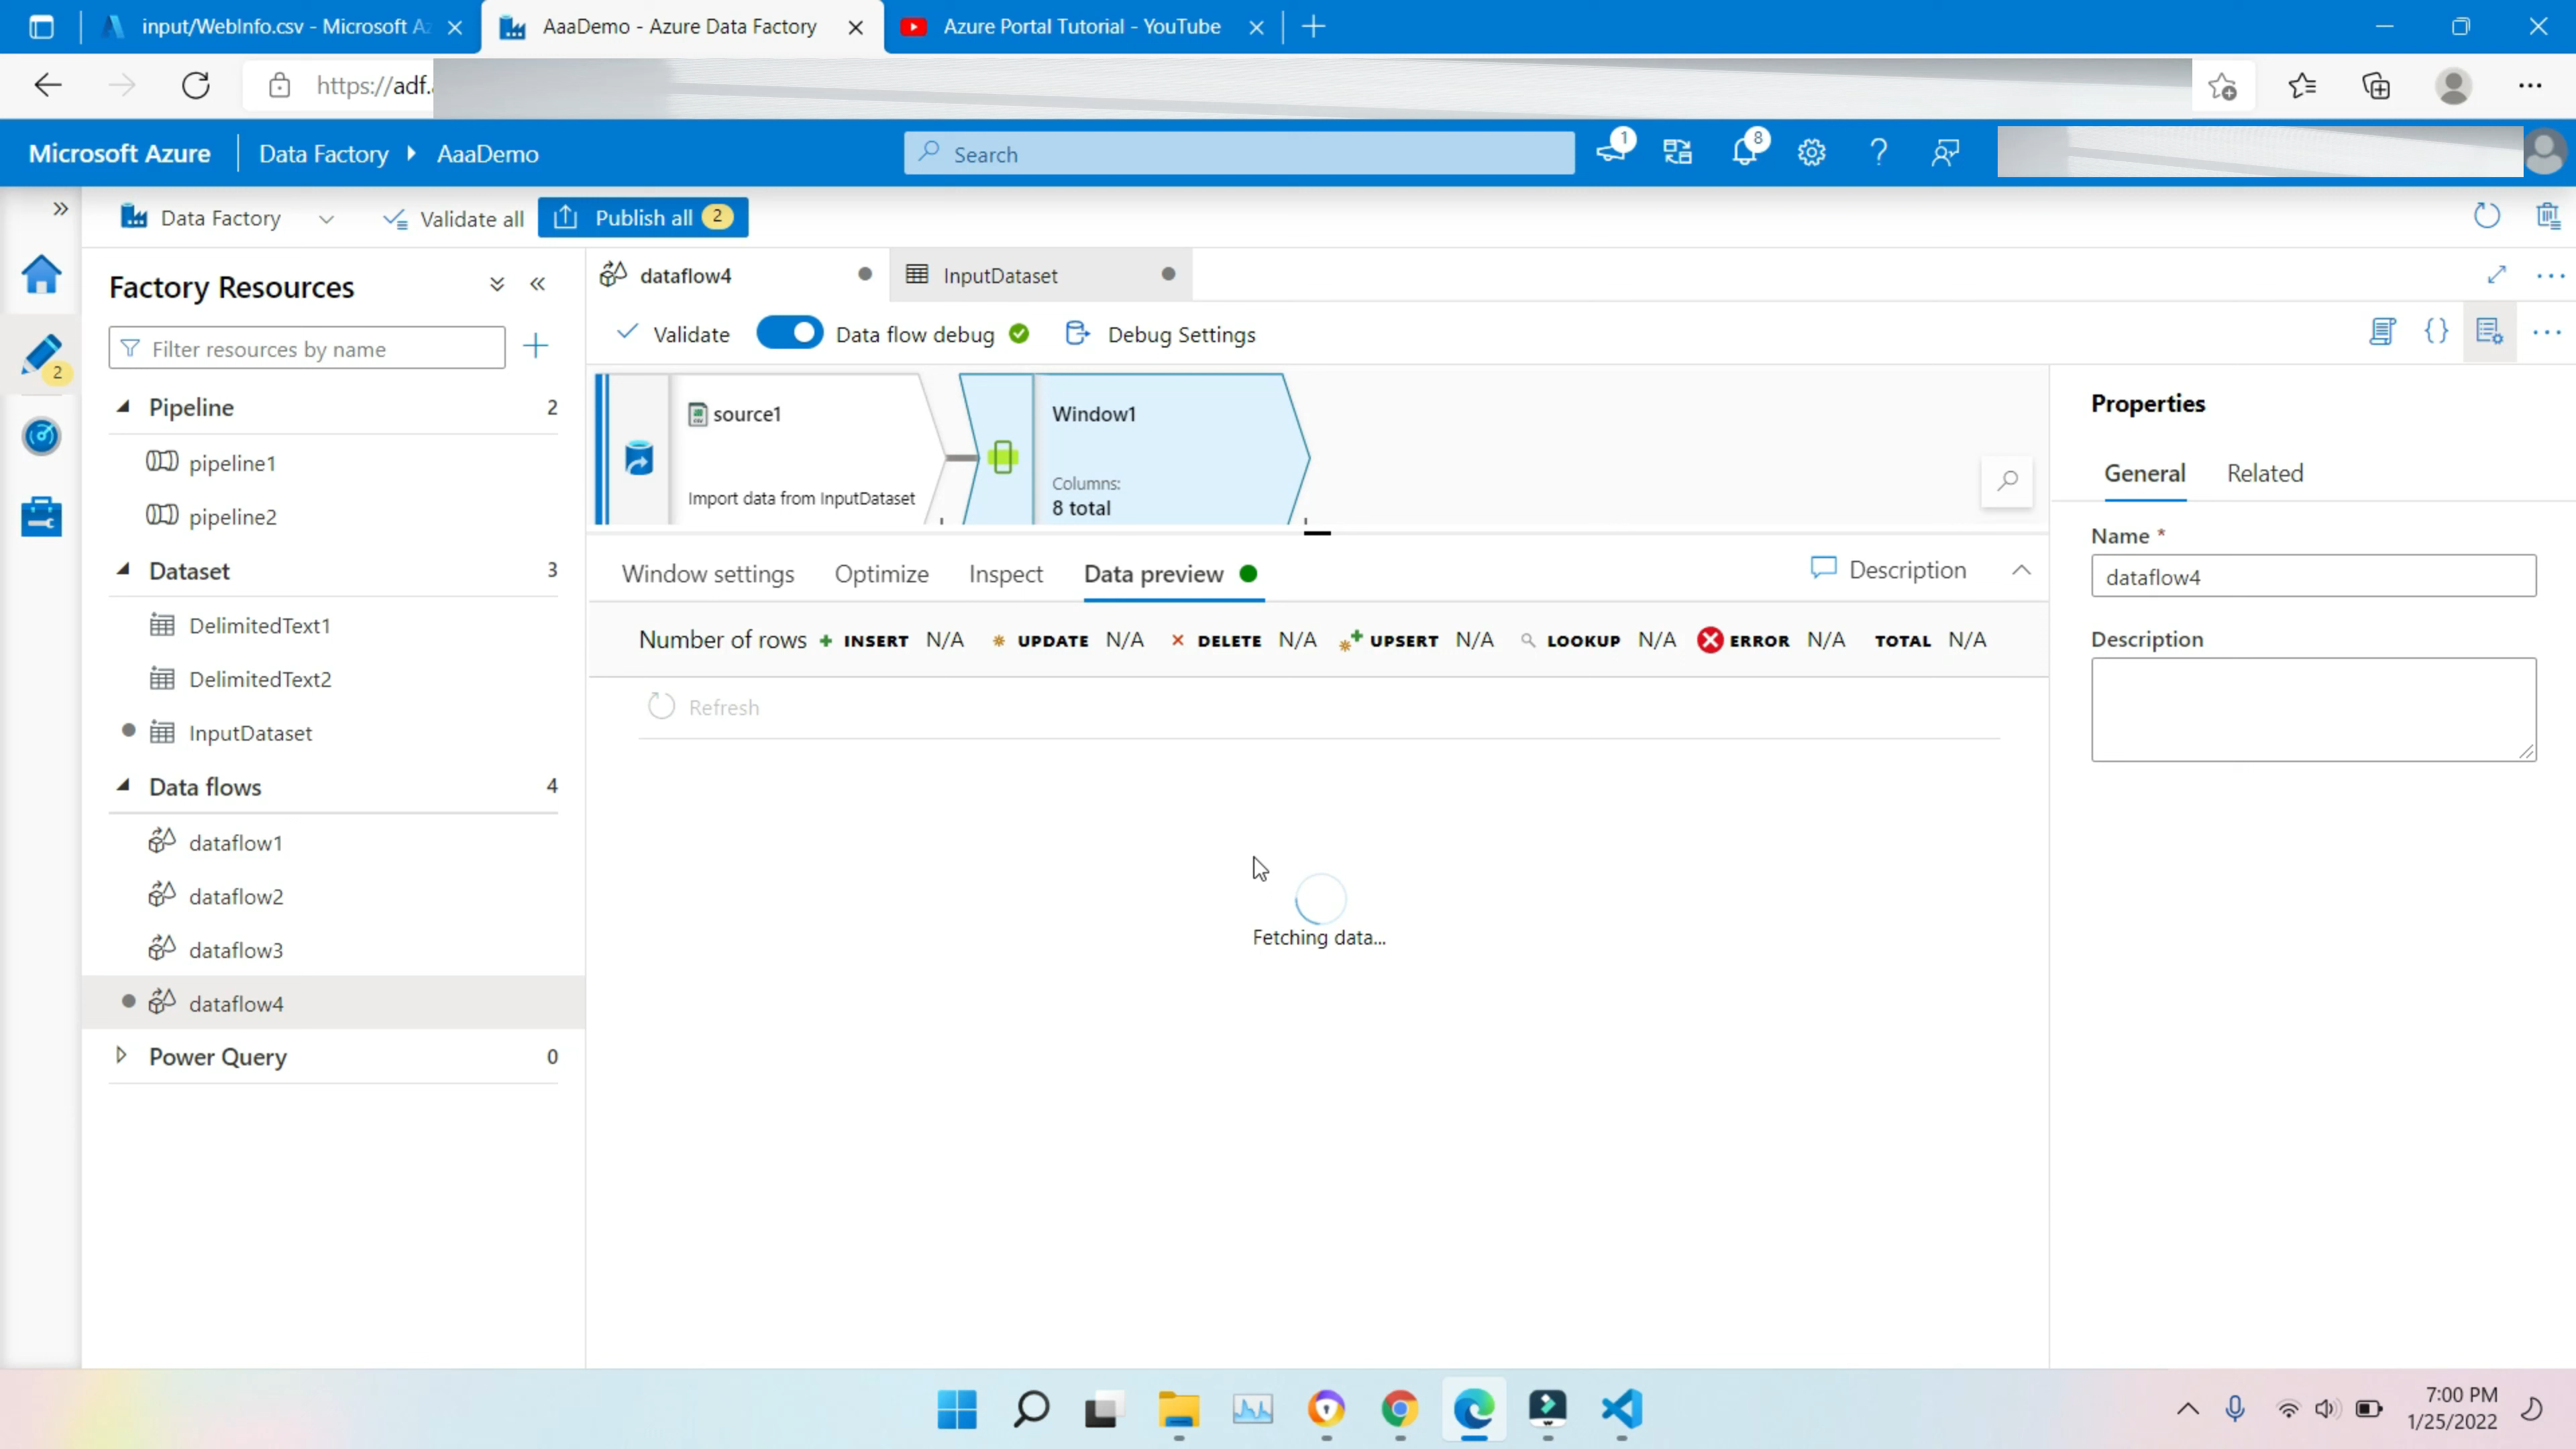 input/WebInfo.csv - Microsoft Az
AaaDemo - Azure Data Factory
Azure Portal Tutorial - YouTube
https://adf.
Microsoft Azure
Data Factory
AaaDemo
Search
1
8
Data Factory
Validate all
Publish all
2
Factory Resources
Filter resources by name
2
Pipeline 2
pipeline1
pipeline2
Dataset 3
DelimitedText1
DelimitedText2
InputDataset
Data flows 4
dataflow1
dataflow2
dataflow3
dataflow4
Power Query 0
dataflow4
InputDataset
Validate
Data flow debug
Debug Settings
source1
Import data from InputDataset
Window1
Columns:
8 total
Window settings
Optimize
Inspect
Data preview
Description
Number of rows + INSERT N/A UPDATE N/A DELETE N/A UPSERT N/A LOOKUP N/A ERROR N/A TOTAL N/A
Refresh
Fetching data...
Properties
General
Related
Name *
dataflow4
Description
7:00 PM
1/25/2022